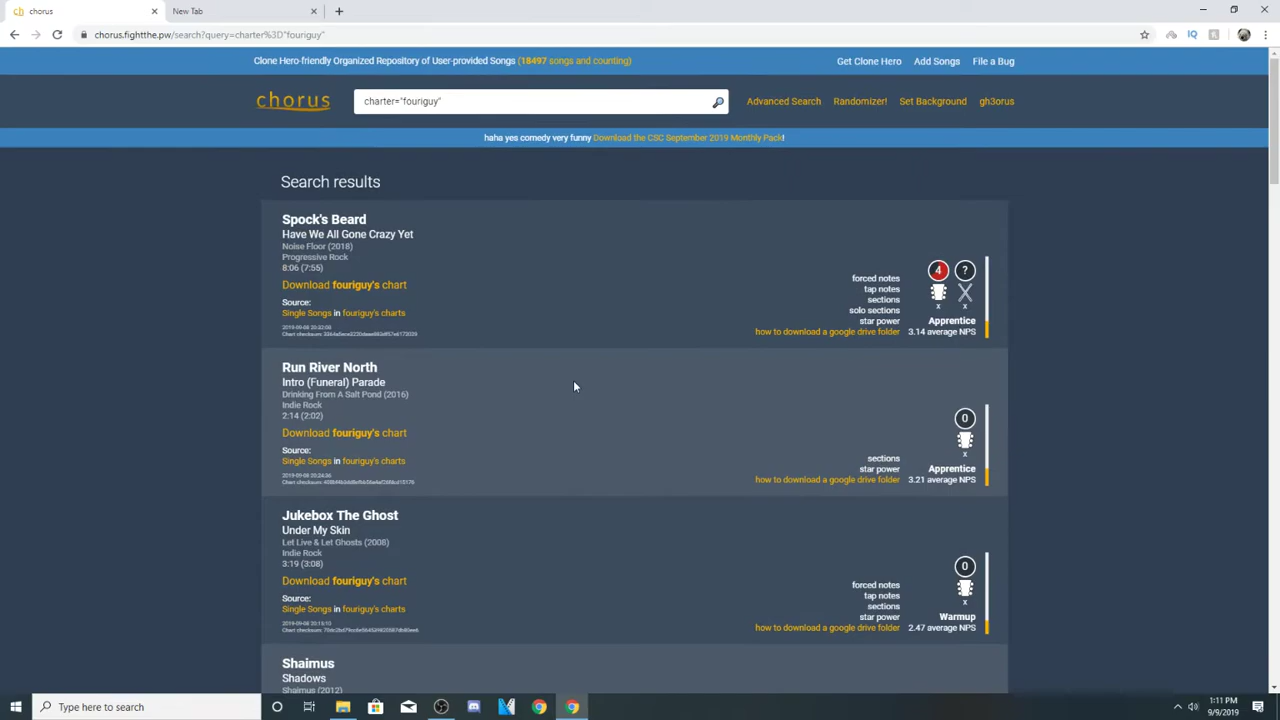 chorus
New Tab
chorus.fightthe.pw/search?query=charter%3D"fouriguy"
Clone Hero-friendly Organized Repository of User-provided Songs (18497 songs and counting)
Get Clone Hero
Add Songs
File a Bug
chorus
charter="fouriguy"
Advanced Search
Randomizer!
Set Background
gh3orus
haha yes comedy very funny Download the CSC September 2019 Monthly Pack!
Search results
Spock's Beard
Have We All Gone Crazy Yet
Noise Floor (2018)
Progressive Rock
8:06 (7:55)
Download fouriguy's chart
Source:
Single Songs in fouriguy's charts
Chart checksum:
forced notes
tap notes
sections
solo sections
star power
how to download a google drive folder
4
?
x
x
Apprentice
3.14 average NPS
Run River North
Intro (Funeral) Parade
Drinking From A Salt Pond (2016)
Indie Rock
2:14 (2:02)
Download fouriguy's chart
Source:
Single Songs in fouriguy's charts
Chart checksum:
sections
star power
how to download a google drive folder
0
x
Apprentice
3.21 average NPS
Jukebox The Ghost
Under My Skin
Let Live & Let Ghosts (2008)
Indie Rock
3:19 (3:08)
Download fouriguy's chart
Source:
Single Songs in fouriguy's charts
Chart checksum:
forced notes
tap notes
sections
star power
how to download a google drive folder
0
x
Warmup
2.47 average NPS
Shaimus
Shadows
Shaimus (2012)
Type here to search
1:11 PM
9/9/2019